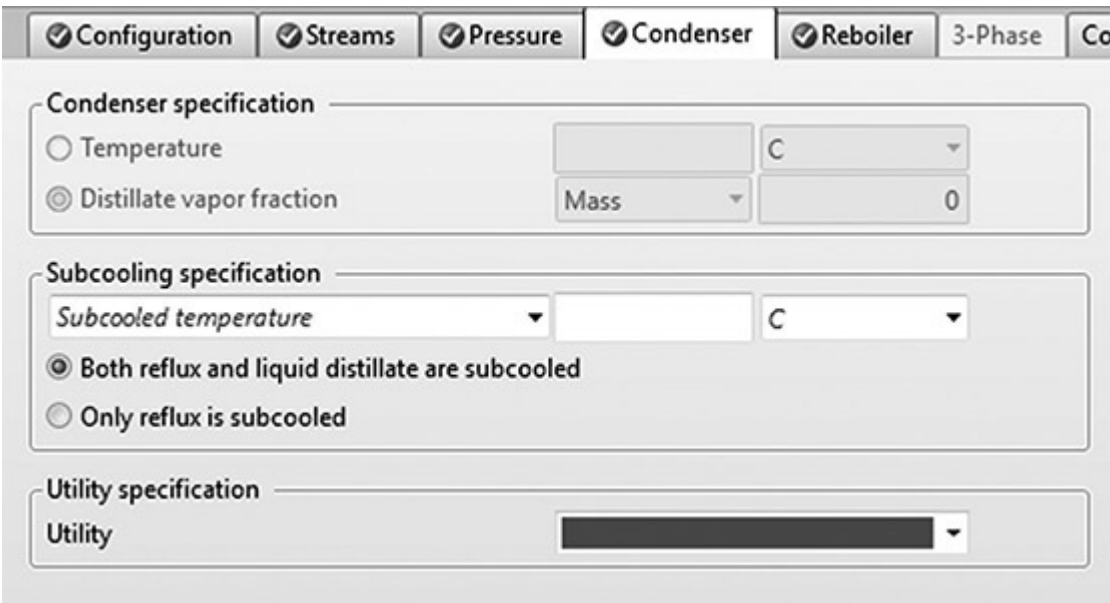 Configuration Streams Pressure Condenser Reboiler 3-Phase Co
Condenser specification
Temperature C
Distillate vapor fraction Mass 0
Subcooling specification
Subcooled temperature C
Both reflux and liquid distillate are subcooled
Only reflux is subcooled
Utility specification
Utility